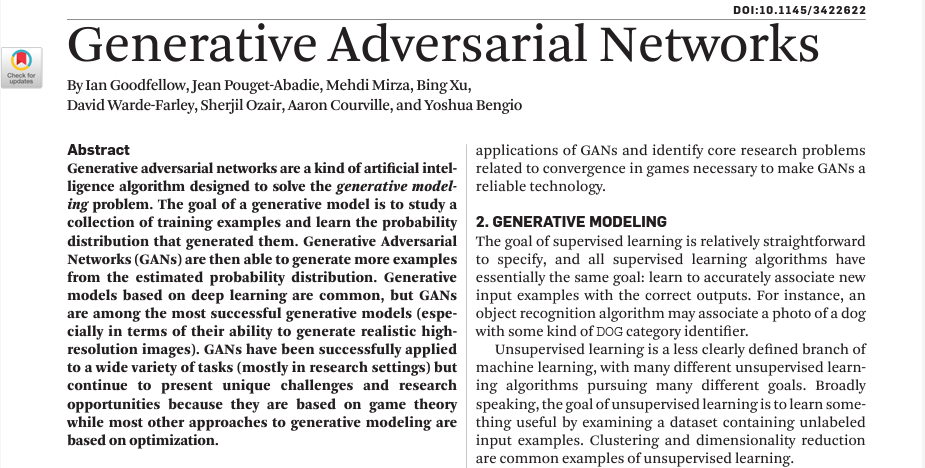 DOI:10.1145/3422622
Generative Adversarial Networks
Check for
updates
By Ian Goodfellow, Jean Pouget-Abadie, Mehdi Mirza, Bing Xu,
David Warde-Farley, Sherjil Ozair, Aaron Courville, and Yoshua Bengio
Abstract
Generative adversarial networks are a kind of artificial intel-
ligence algorithm designed to solve the generative model-
ing problem. The goal of a generative model is to study a
collection of training examples and learn the probability
distribution that generated them. Generative Adversarial
Networks (GANs) are then able to generate more examples
from the estimated probability distribution. Generative
models based on deep learning are common, but GANs
are among the most successful generative models (espe-
cially in terms of their ability to generate realistic high-
resolution images). GANs have been successfully applied
to a wide variety of tasks (mostly in research settings) but
continue to present unique challenges and research
opportunities because they are based on game theory
while most other approaches to generative modeling are
based on optimization.
applications of GANs and identify core research problems
related to convergence in games necessary to make GANs a
reliable technology.
2. GENERATIVE MODELING
The goal of supervised learning is relatively straightforward
to specify, and all supervised learning algorithms have
essentially the same goal: learn to accurately associate new
input examples with the correct outputs. For instance, an
object recognition algorithm may associate a photo of a dog
with some kind of DOG category identifier.
Unsupervised learning is a less clearly defined branch of
machine learning, with many different unsupervised learn-
ing algorithms pursuing many different goals. Broadly
speaking, the goal of unsupervised learning is to learn some-
thing useful by examining a dataset containing unlabeled
input examples. Clustering and dimensionality reduction
are common examples of unsupervised learning.